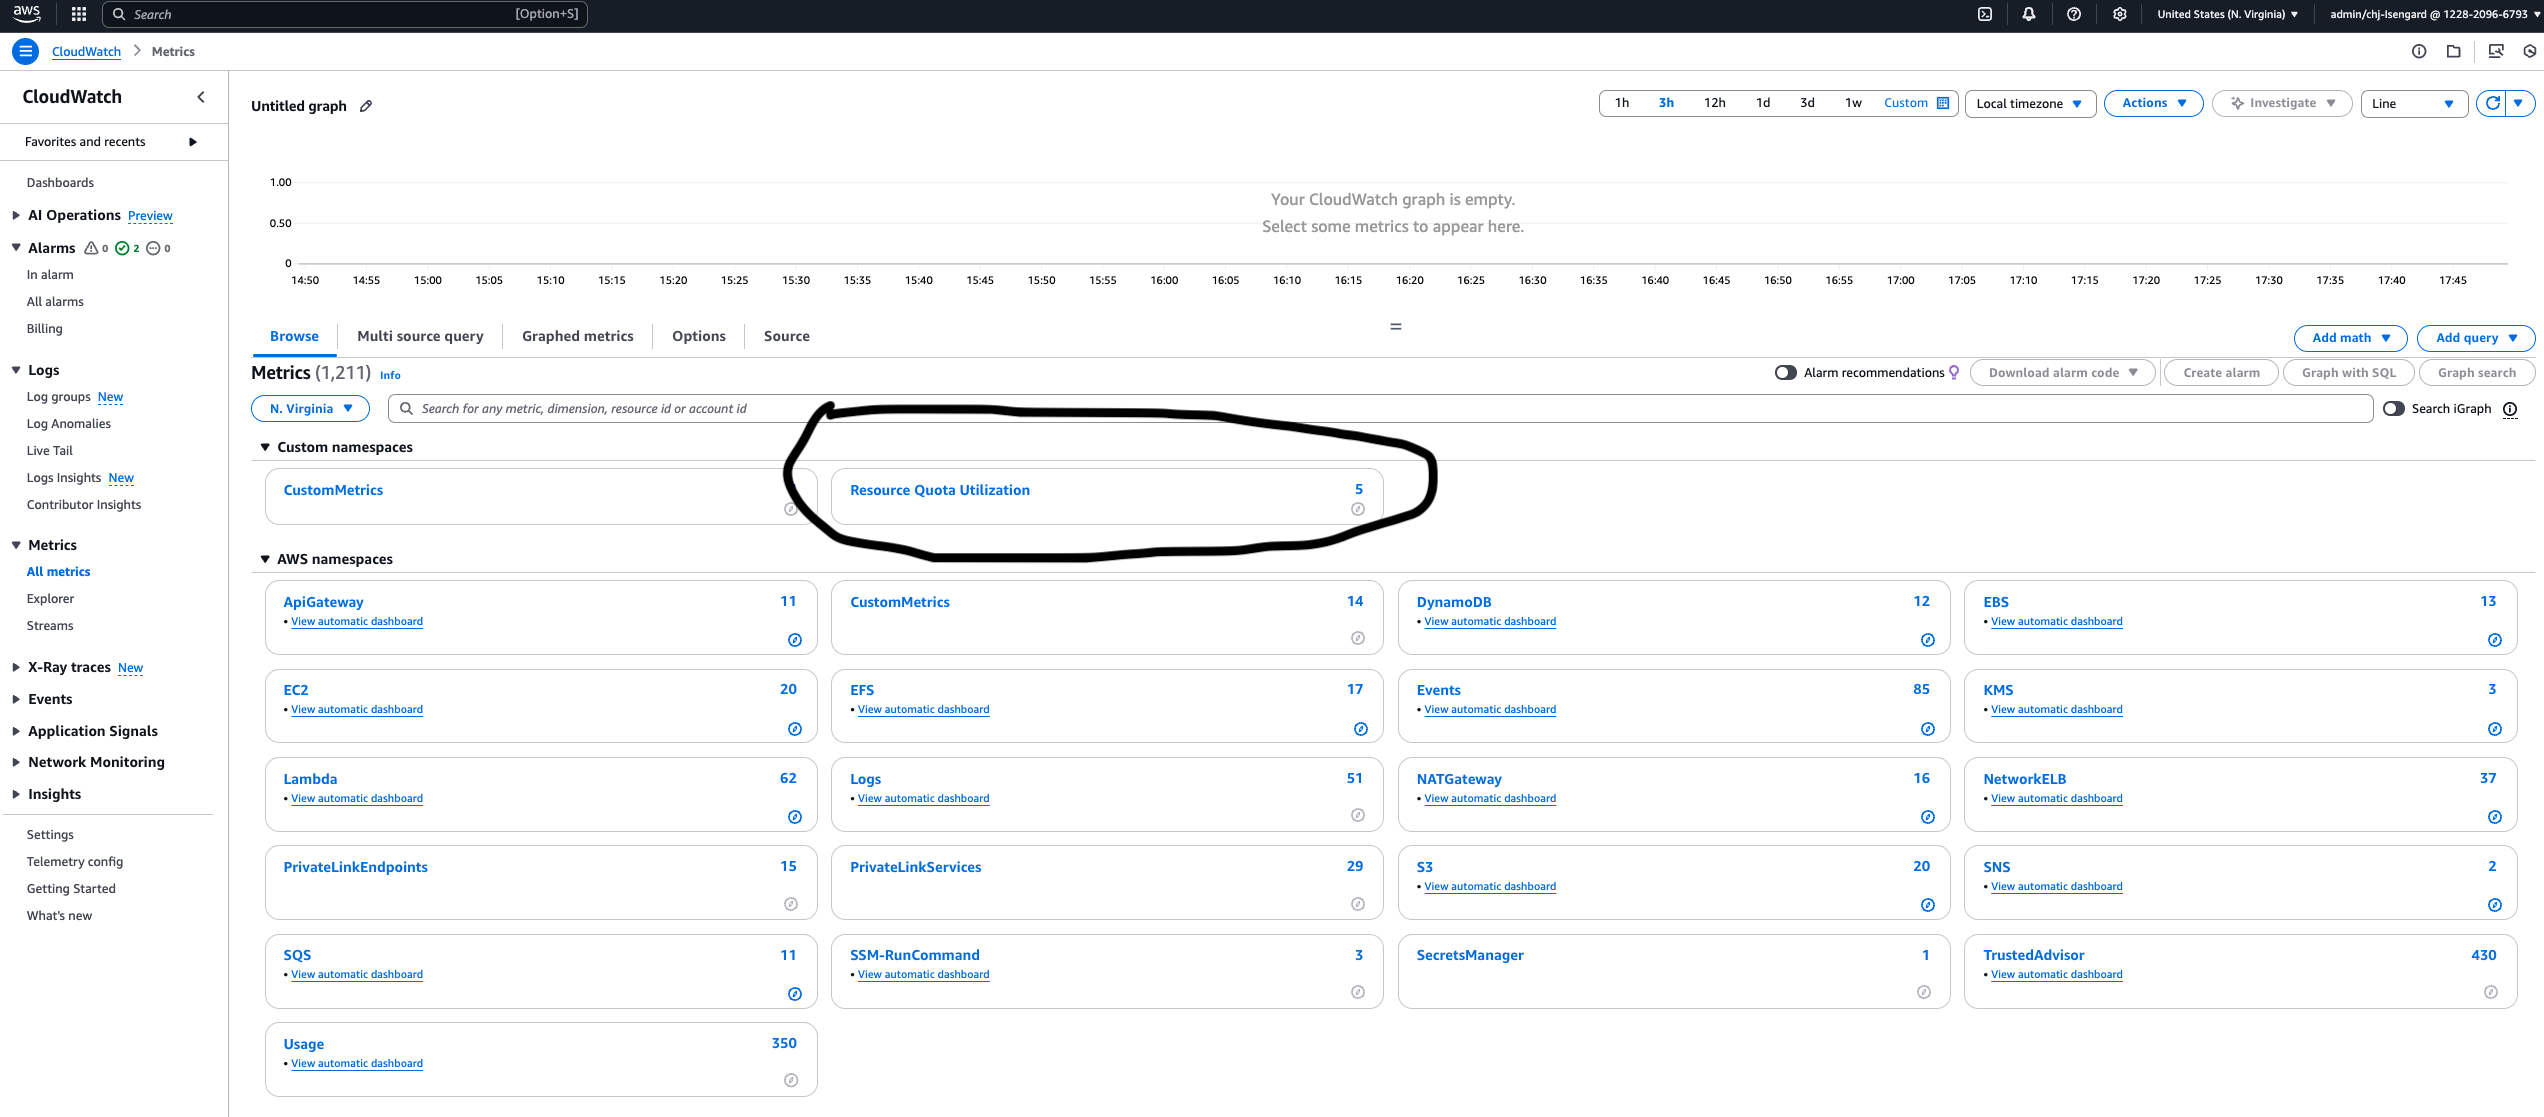 aws
Search [Option+S]
United States (N. Virginia)
admin/chj-Isengard @ 1228-2096-6793
CloudWatch Metrics
CloudWatch
Favorites and recents
Dashboards
AI Operations Preview
Alarms 0 2 0
In alarm
All alarms
Billing
Logs
Log groups New
Log Anomalies
Live Tail
Logs Insights New
Contributor Insights
Metrics
All metrics
Explorer
Streams
X-Ray traces New
Events
Application Signals
Network Monitoring
Insights
Settings
Telemetry config
Getting Started
What's new
Untitled graph
1h 3h 12h 1d 3d 1w Custom Local timezone Actions Investigate Line
1.00
0.50
0
Your CloudWatch graph is empty.
Select some metrics to appear here.
14:50 14:55 15:00 15:05 15:10 15:15 15:20 15:25 15:30 15:35 15:40 15:45 15:50 15:55 16:00 16:05 16:10 16:15 16:20 16:25 16:30 16:35 16:40 16:45 16:50 16:55 17:00 17:05 17:10 17:15 17:20 17:25 17:30 17:35 17:40 17:45
Browse Multi source query Graphed metrics Options Source Add math Add query
Metrics (1,211) Info Alarm recommendations Download alarm code Create alarm Graph with SQL Graph search
N. Virginia Search for any metric, dimension, resource id or account id Search iGraph
Custom namespaces
CustomMetrics
Resource Quota Utilization 5
AWS namespaces
ApiGateway 11
• View automatic dashboard
CustomMetrics 14
DynamoDB 12
• View automatic dashboard
EBS 13
• View automatic dashboard
EC2 20
• View automatic dashboard
EFS 17
• View automatic dashboard
Events 85
• View automatic dashboard
KMS 3
• View automatic dashboard
Lambda 62
• View automatic dashboard
Logs 51
• View automatic dashboard
NATGateway 16
• View automatic dashboard
NetworkELB 37
• View automatic dashboard
PrivateLinkEndpoints 15
PrivateLinkServices 29
S3 20
• View automatic dashboard
SNS 2
• View automatic dashboard
SQS 11
• View automatic dashboard
SSM-RunCommand 3
• View automatic dashboard
SecretsManager 1
TrustedAdvisor 430
• View automatic dashboard
Usage 350
• View automatic dashboard